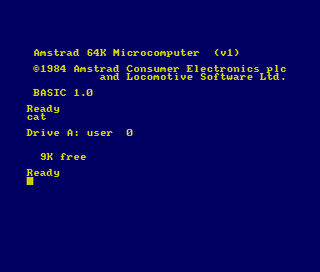 Amstrad 64K Microcomputer  (v1)
©1984 Amstrad Consumer Electronics plc
and Locomotive Software Ltd.
BASIC 1.0
Ready
cat
Drive A: user  0
9K free
Ready